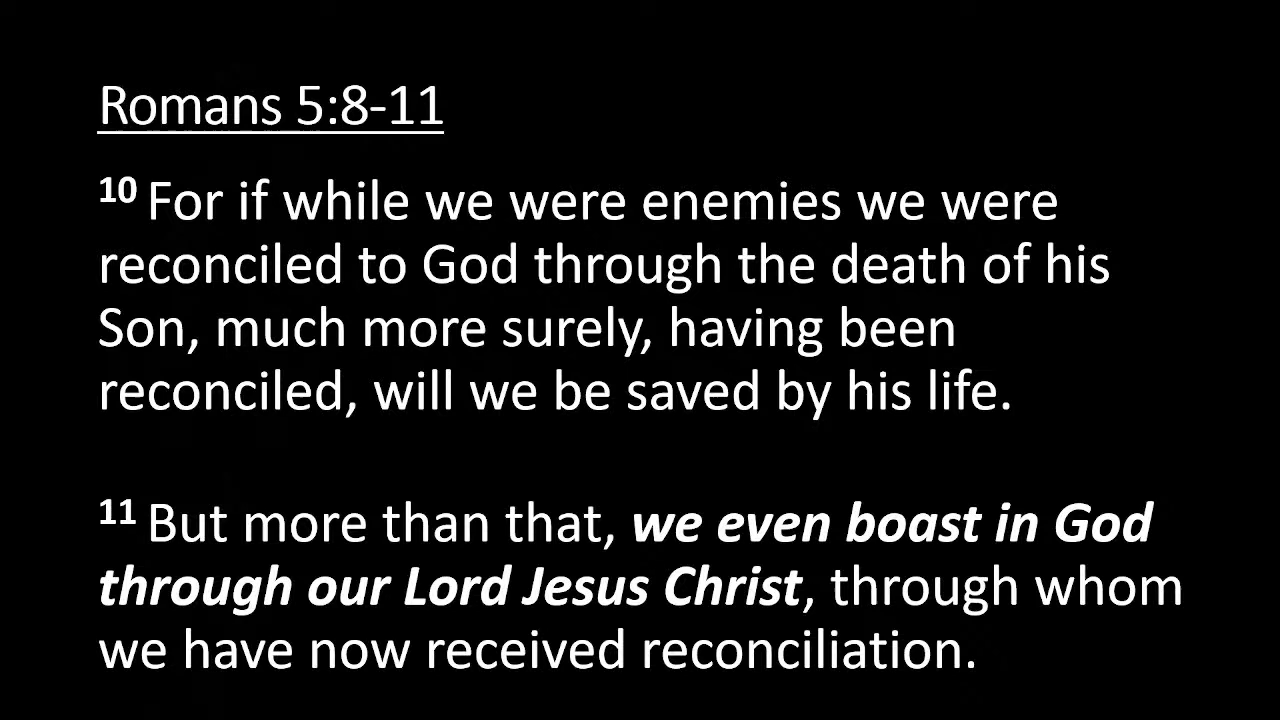 Romans 5:8-11
10 For if while we were enemies we were
reconciled to God through the death of his
Son, much more surely, having been
reconciled, will we be saved by his life.
11 But more than that, we even boast in God
through our Lord Jesus Christ, through whom
we have now received reconciliation.